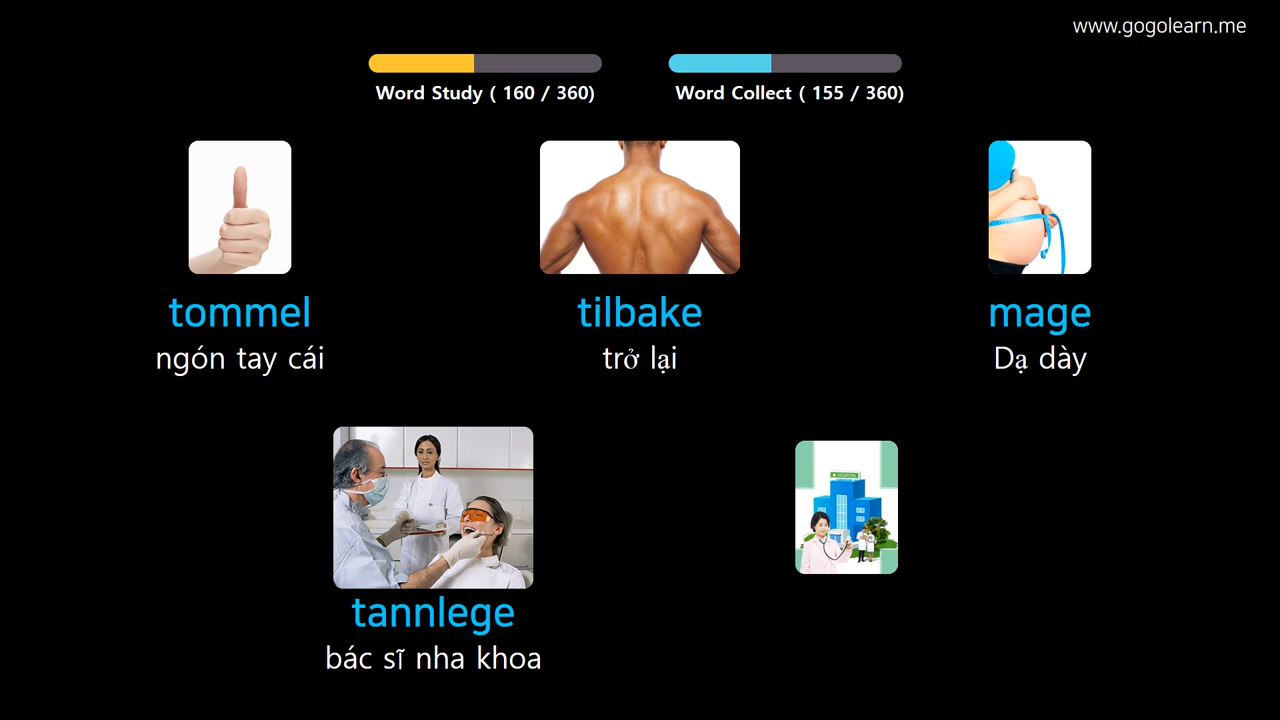 www.gogolearn.me
Word Study ( 160 / 360)
Word Collect ( 155 / 360)
tommel
ngón tay cái
tilbake
trở lại
mage
Dạ dày
HOSPITAL
tannlege
bác sĩ nha khoa